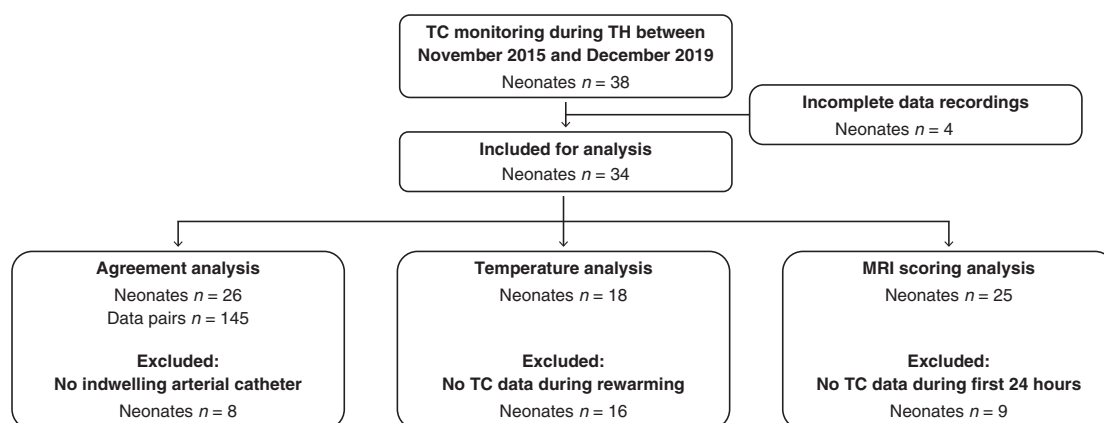 TC monitoring during TH between
November 2015 and December 2019
Neonates n = 38
Incomplete data recordings
Neonates n = 4
Included for analysis
Neonates n = 34
Agreement analysis
Neonates n = 26
Data pairs n = 145
Excluded:
No indwelling arterial catheter
Neonates n = 8
Temperature analysis
Neonates n = 18
Excluded:
No TC data during rewarming
Neonates n = 16
MRI scoring analysis
Neonates n = 25
Excluded:
No TC data during first 24 hours
Neonates n = 9